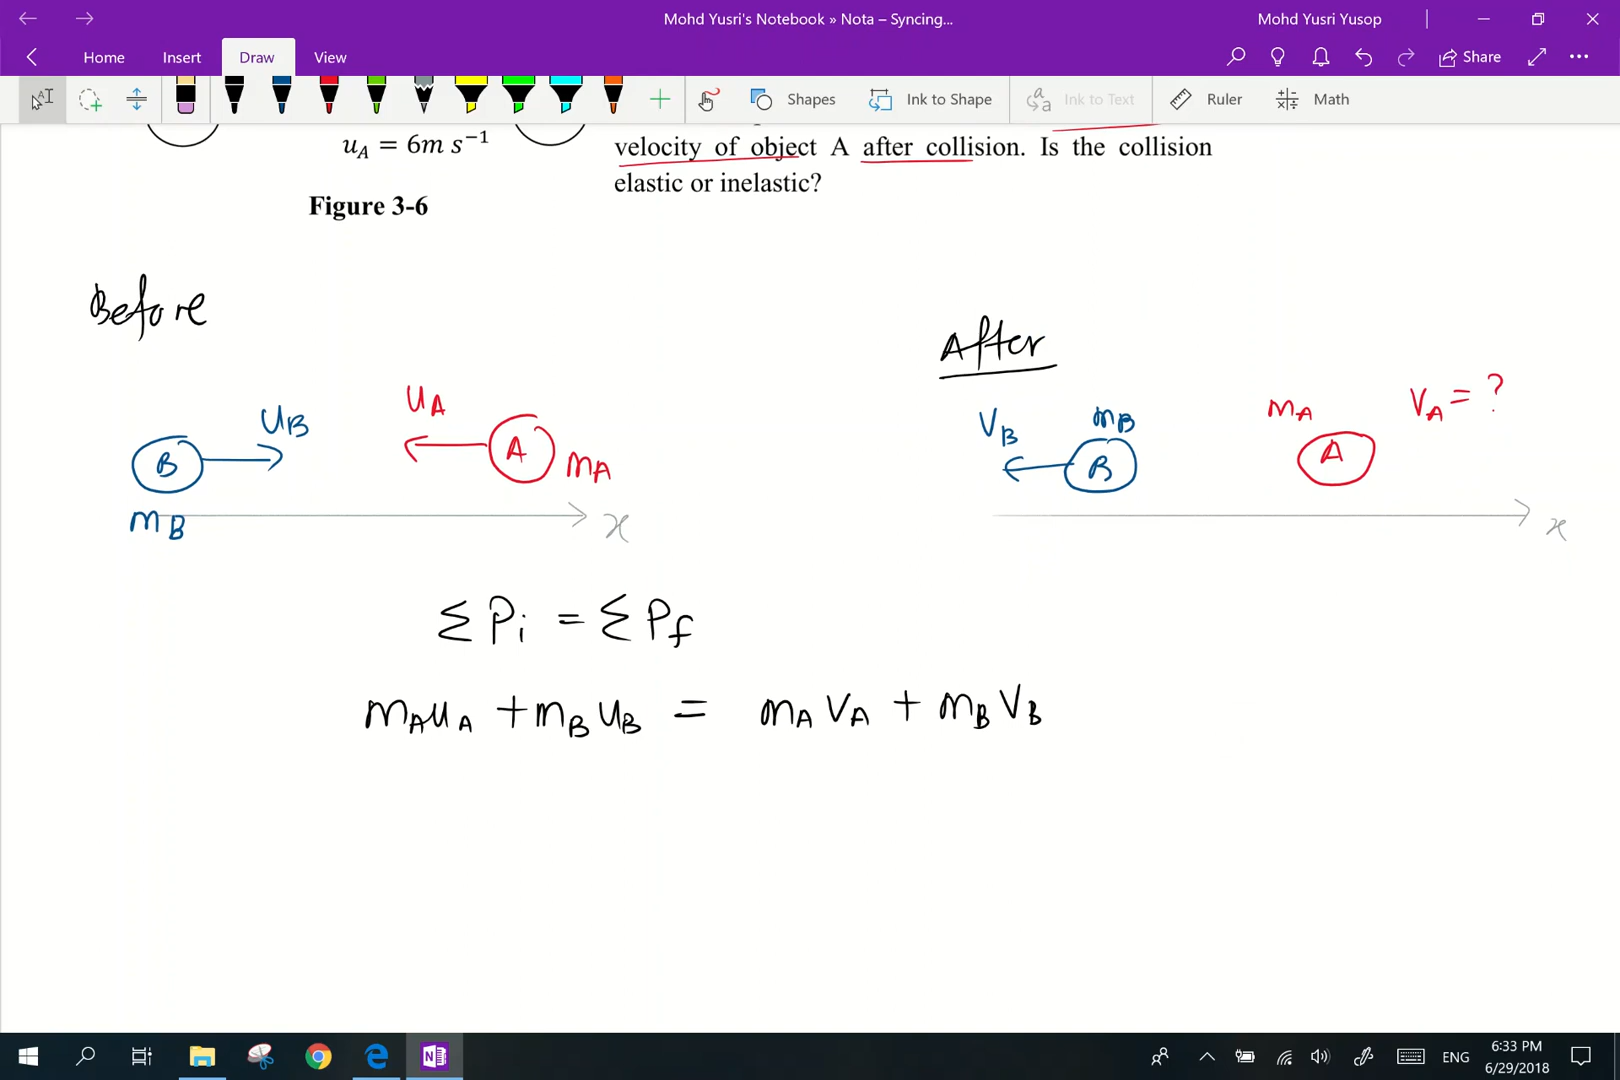 Mohd Yusri's Notebook » Nota – Syncing...
Mohd Yusri Yusop
Home Insert Draw View
Share
Shapes Ink to Shape Ink to Text Ruler Math
u_A = 6m s⁻¹
velocity of object A after collision. Is the collision
elastic or inelastic?
Figure 3-6
Before
After
u_B
u_A
B
A
m_A
m_B
x
V_B
m_B
m_A
V_A = ?
B
A
x
Σ P_i = Σ P_f
m_A u_A + m_B u_B = m_A V_A + m_B V_B
ENG
6:33 PM
6/29/2018